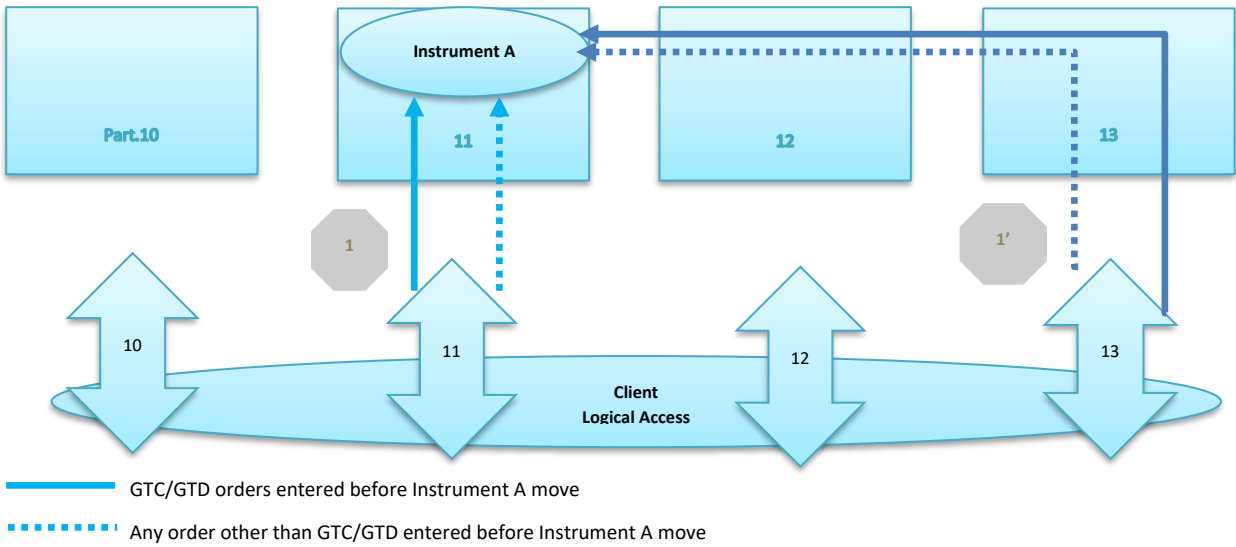 Instrument A
Part.10
11
12
13
1
1’
10
11
12
13
Client
Logical Access
GTC/GTD orders entered before Instrument A move
Any order other than GTC/GTD entered before Instrument A move